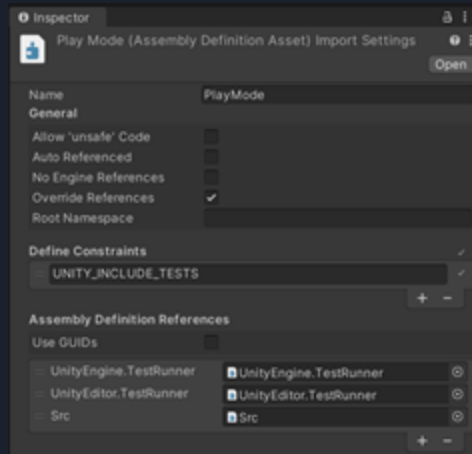 Inspector
Play Mode (Assembly Definition Asset) Import Settings
Open
Name PlayMode
General
Allow 'unsafe' Code
Auto Referenced
No Engine References
Override References
Root Namespace
Define Constraints
UNITY_INCLUDE_TESTS
Assembly Definition References
Use GUIDs
UnityEngine.TestRunner UnityEngine.TestRunner
UnityEditor.TestRunner UnityEditor.TestRunner
Src Src